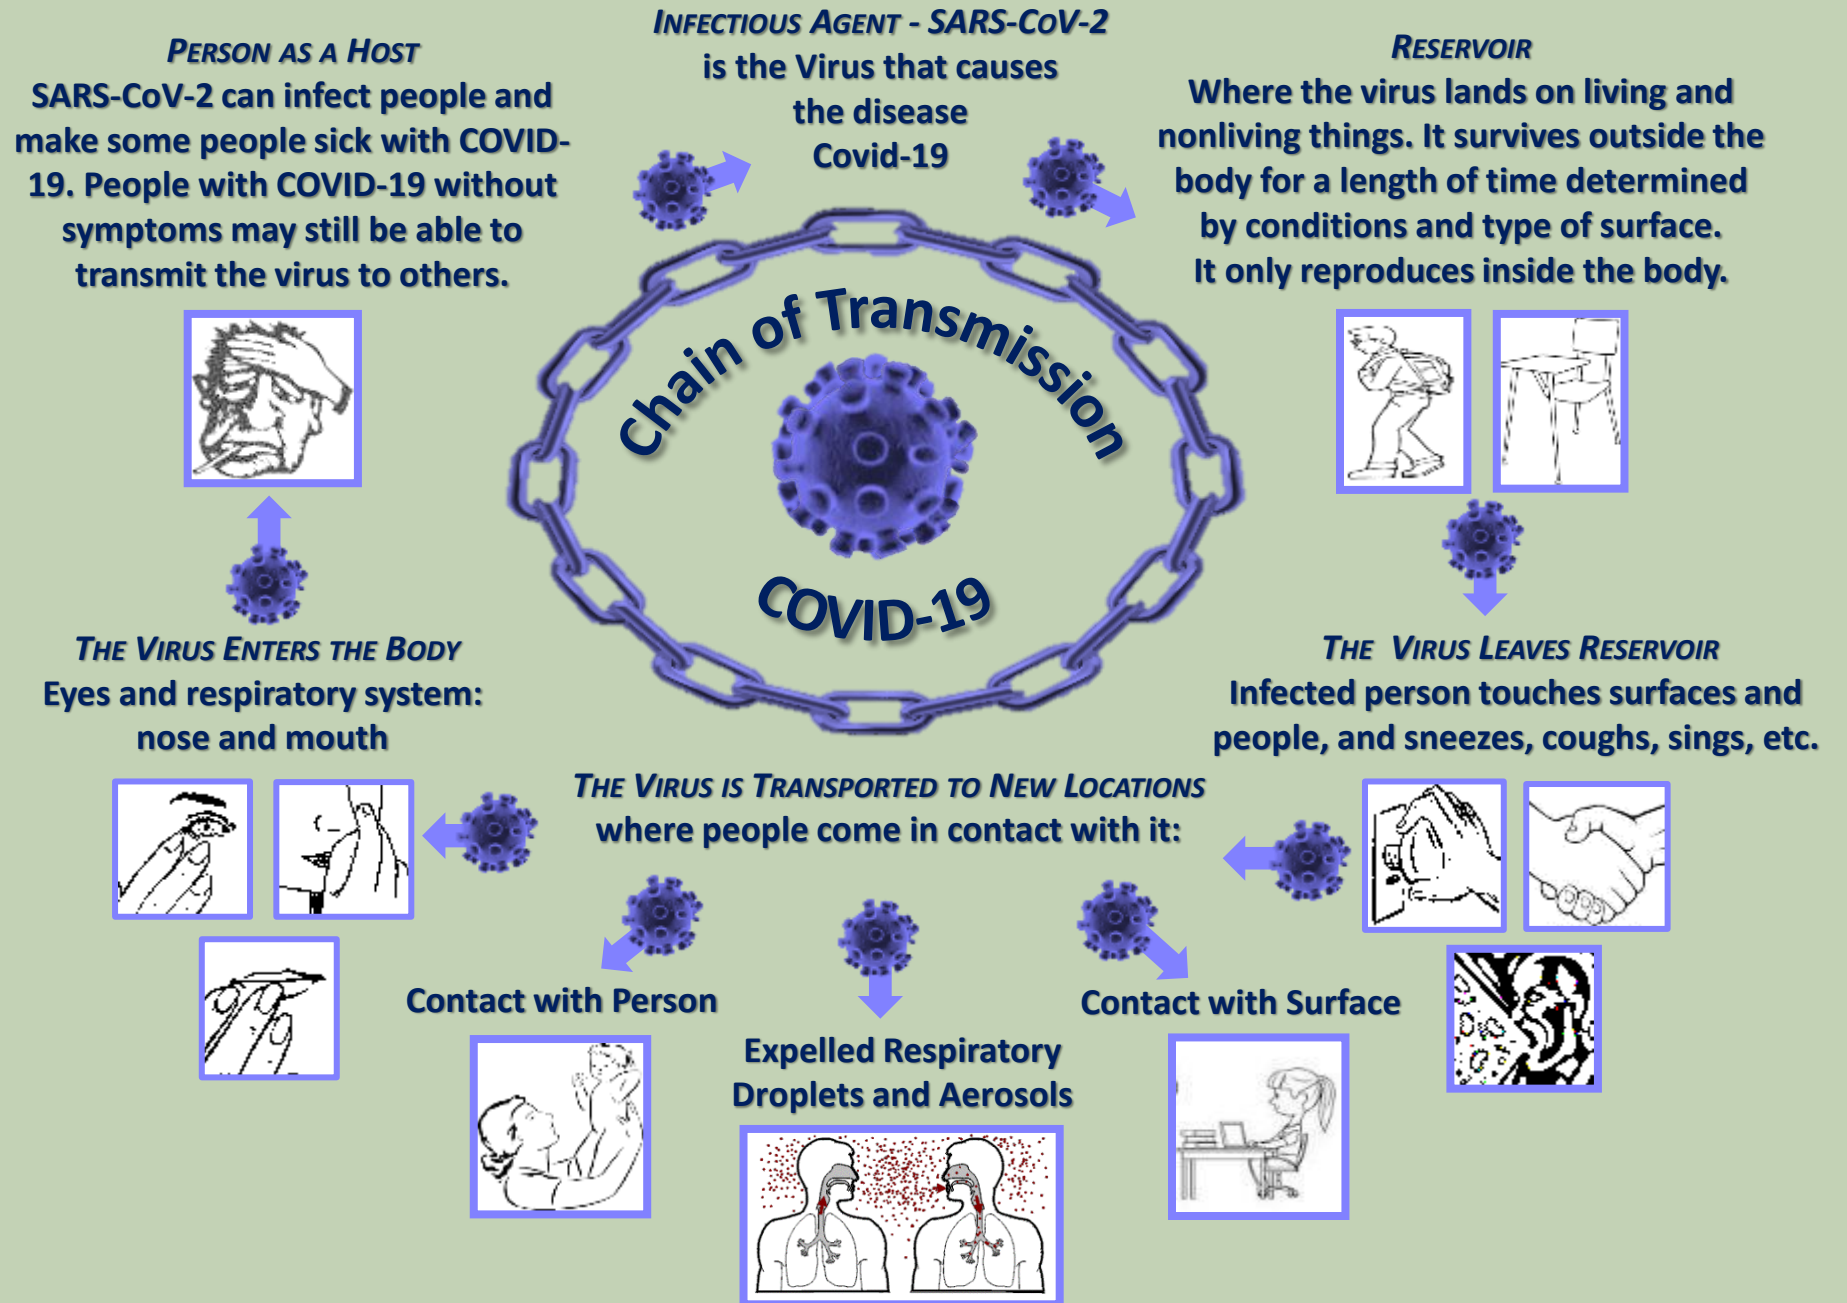 INFECTIOUS AGENT - SARS-COV-2
is the Virus that causes
the disease
Covid-19
RESERVOIR
Where the virus lands on living and
nonliving things. It survives outside the
body for a length of time determined
by conditions and type of surface.
It only reproduces inside the body.
THE VIRUS LEAVES RESERVOIR
Infected person touches surfaces and
people, and sneezes, coughs, sings, etc.
THE VIRUS IS TRANSPORTED TO NEW LOCATIONS
where people come in contact with it:
Contact with Person
Expelled Respiratory
Droplets and Aerosols
Contact with Surface
THE VIRUS ENTERS THE BODY
Eyes and respiratory system:
nose and mouth
PERSON AS A HOST
SARS-CoV-2 can infect people and
make some people sick with COVID-
19. People with COVID-19 without
symptoms may still be able to
transmit the virus to others.
Chain of Transmission
COVID-19